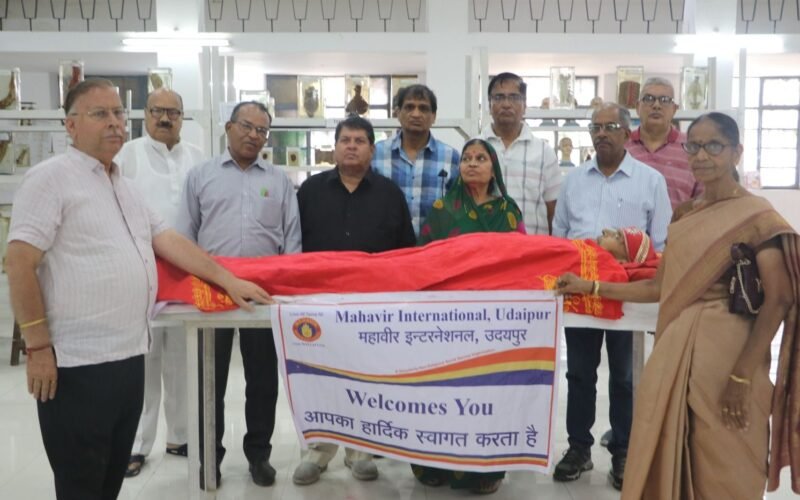 Mahavir International, Udaipur
महावीर इन्टरनेशनल, उदयपुर
Welcomes You
आपका हार्दिक स्वागत करता है